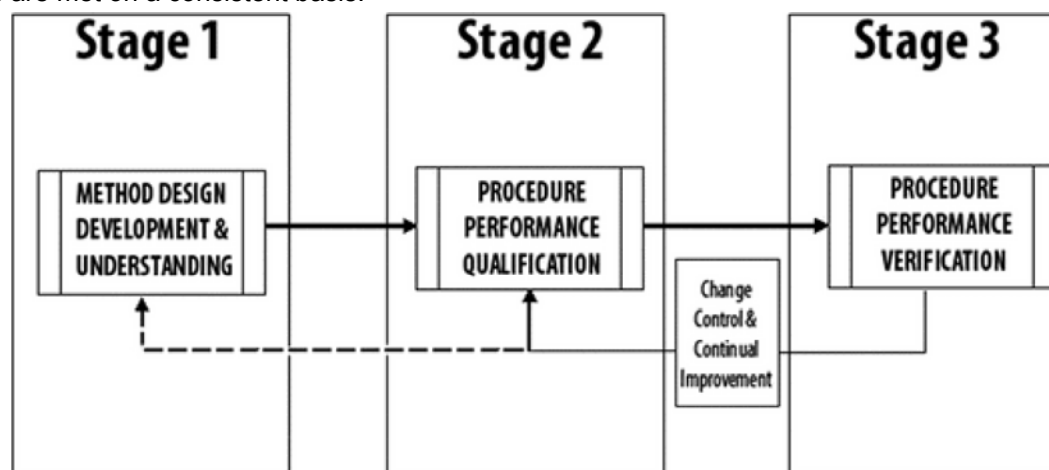 are met on a consistent basis.
Stage 1
Stage 2
Stage 3
METHOD DESIGN
DEVELOPMENT &
UNDERSTANDING
PROCEDURE
PERFORMANCE
QUALIFICATION
PROCEDURE
PERFORMANCE
VERIFICATION
Change
Control &
Continual
Improvement